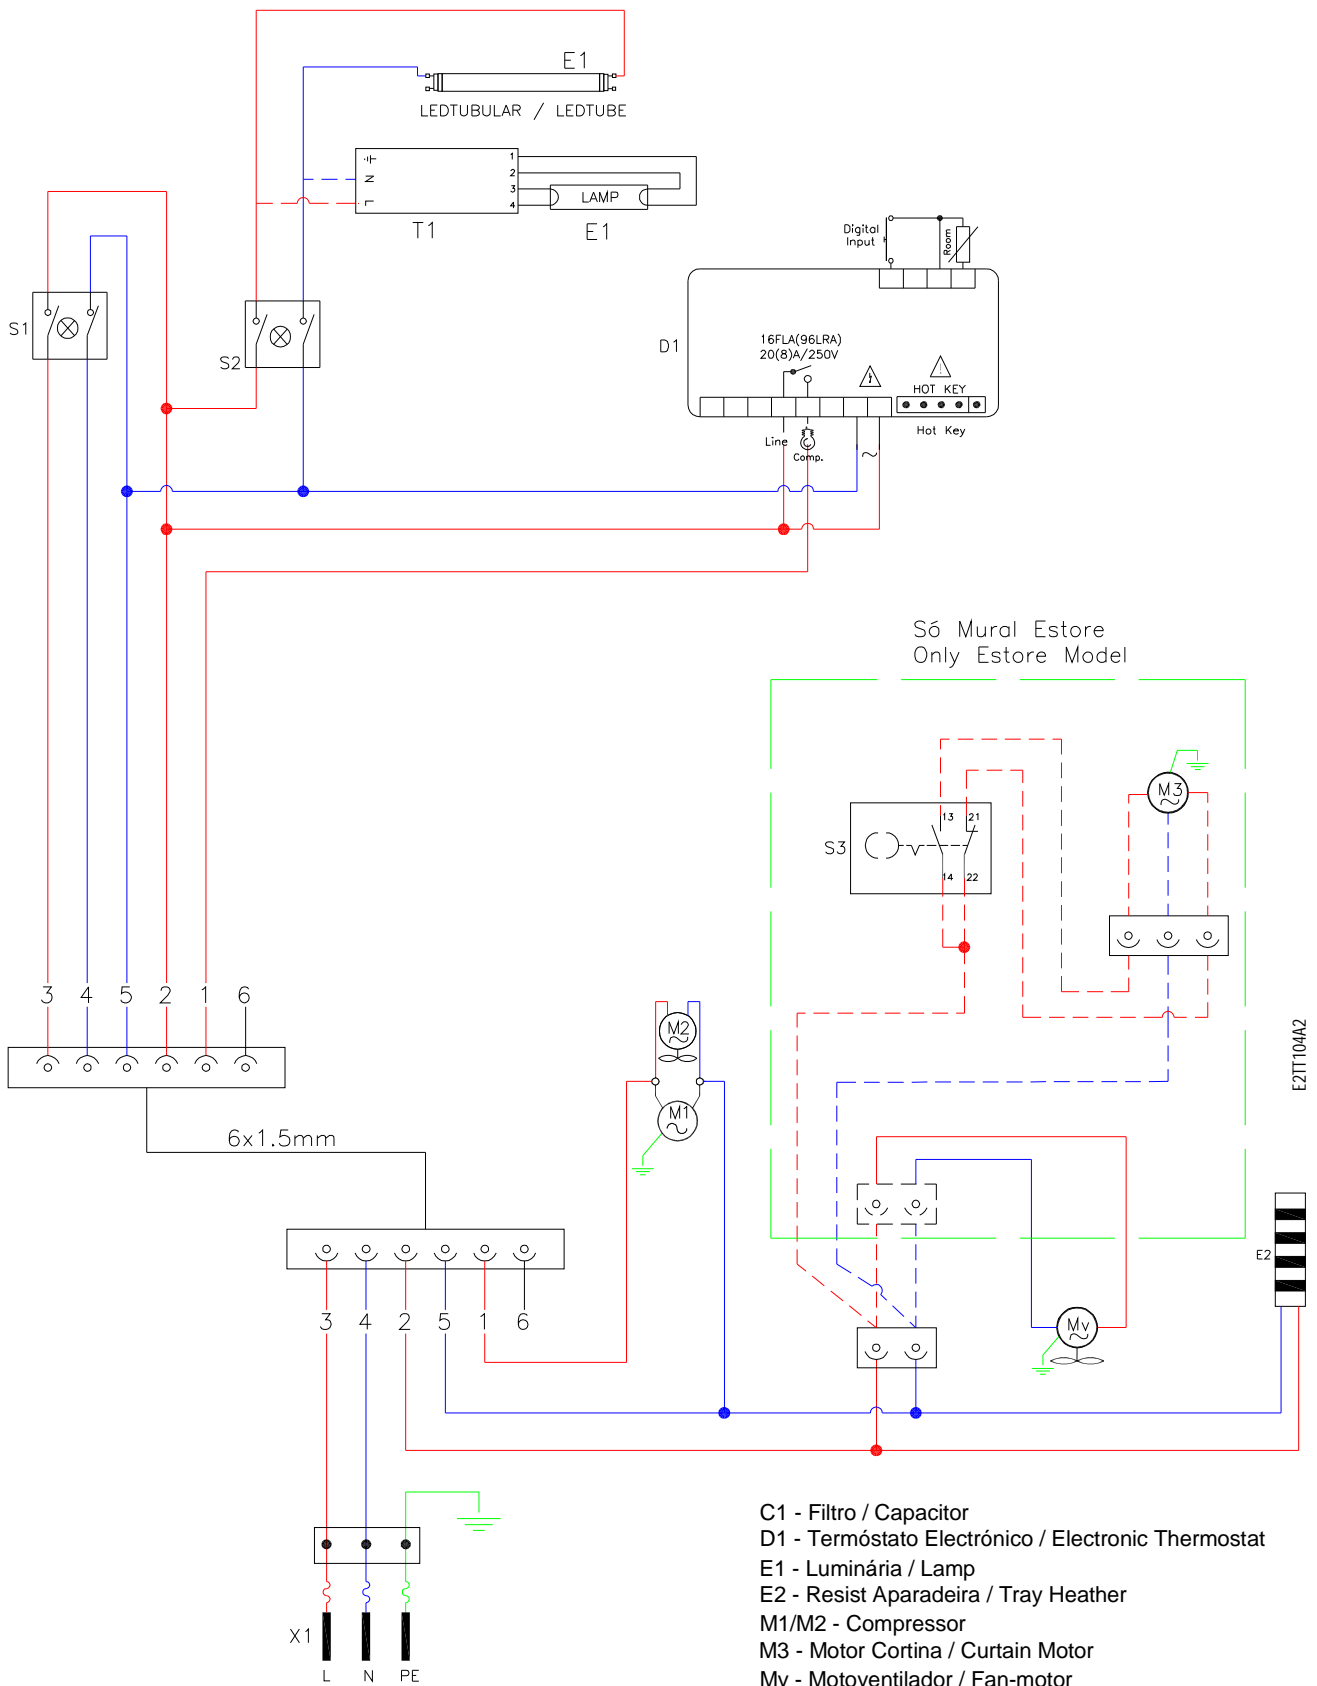 E1
LEDTUBULAR / LEDTUBE
N
L
1
2
3
4
LAMP
T1
E1
S1
S2
Digital
Input
Room
D1
16FLA(96LRA)
20(8)A/250V
HOT KEY
Line
Comp.
~
Hot Key
Só Mural Estore
Only Estore Model
M3
S3
13 21
14 22
3 4 5 2 1 6
M2
M1
6x1.5mm
E2TT104A2
E2
3 4 2 5 1 6
Mv
X1
L N PE
C1 - Filtro / Capacitor
D1 - Termóstato Electrónico / Electronic Thermostat
E1 - Luminária / Lamp
E2 - Resist Aparadeira / Tray Heather
M1/M2 - Compressor
M3 - Motor Cortina / Curtain Motor
Mv - Motoventilador / Fan-motor